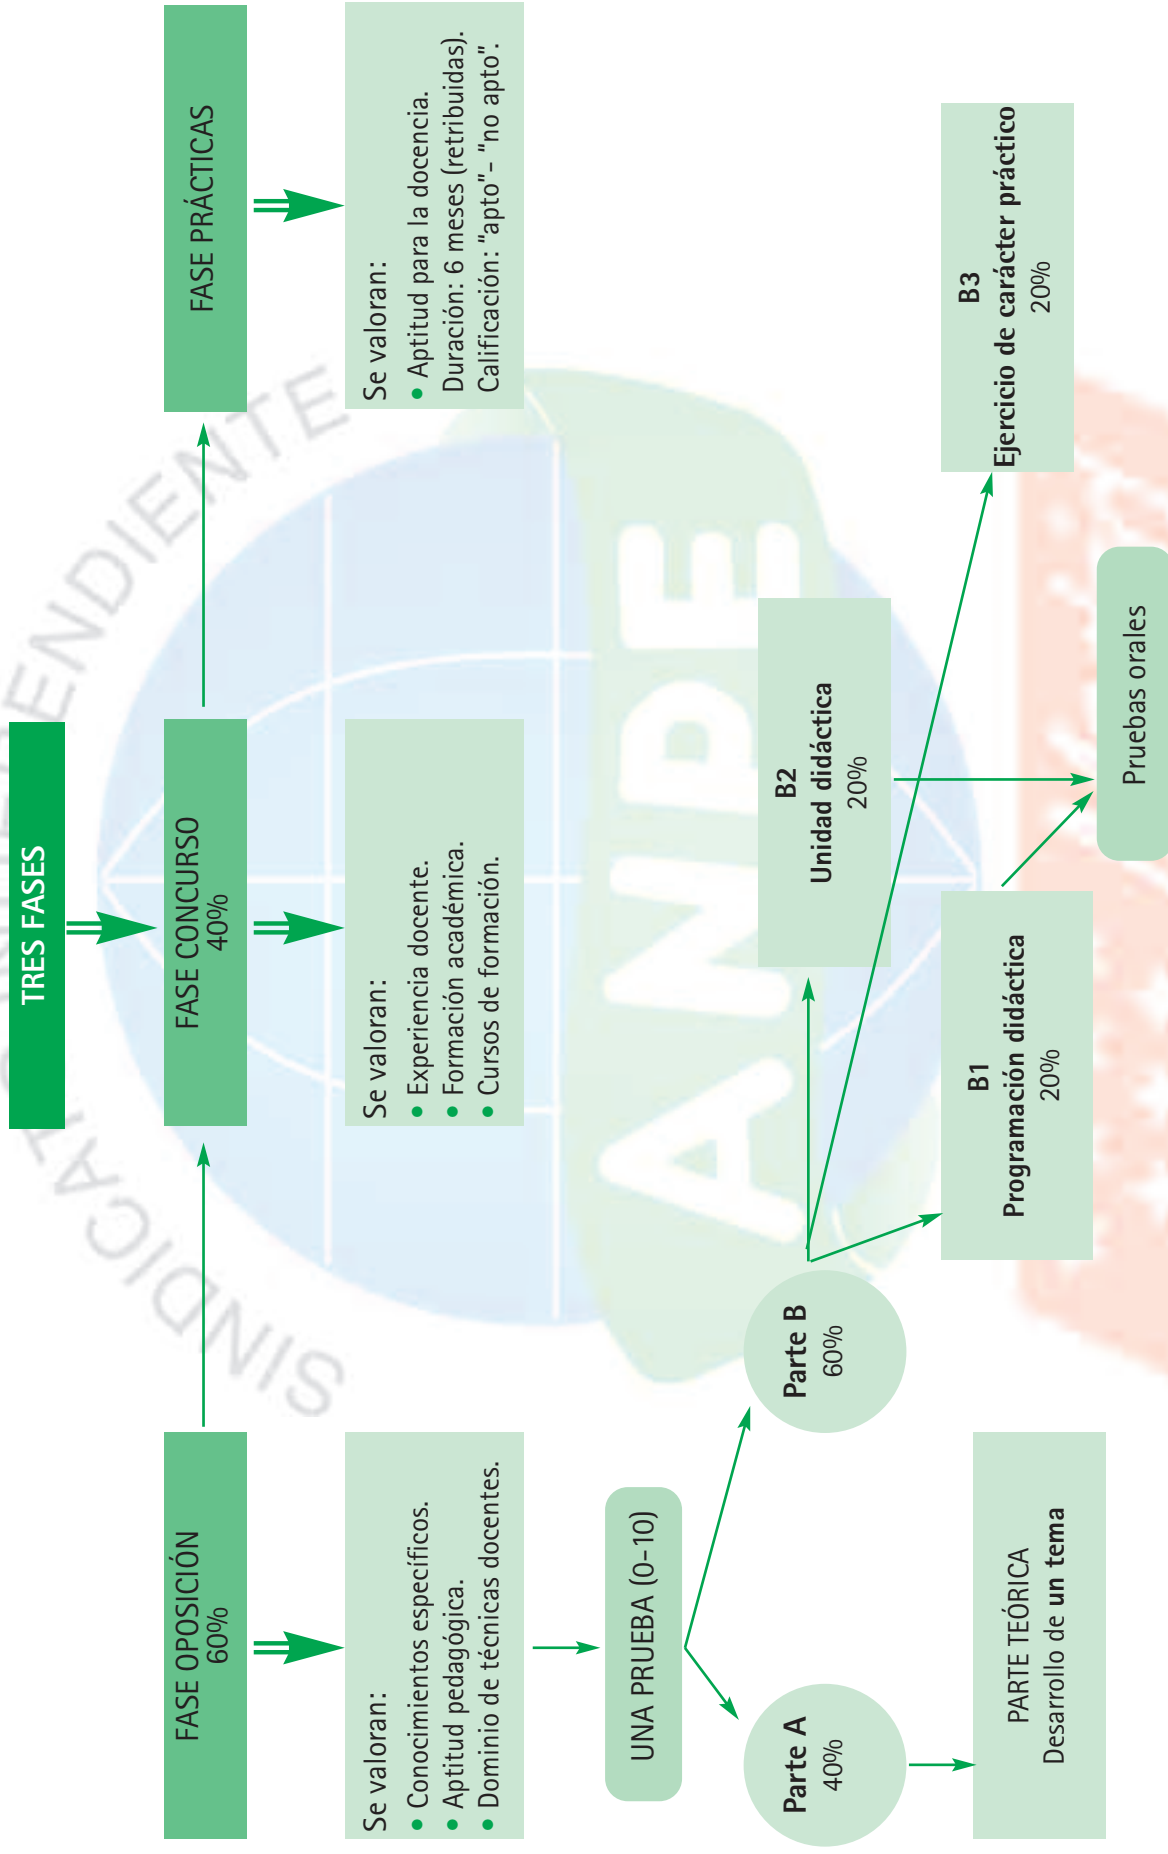 TRES FASES
FASE OPOSICIÓN
60%
FASE CONCURSO
40%
FASE PRÁCTICAS
Se valoran:
• Conocimientos específicos.
• Aptitud pedagógica.
• Dominio de técnicas docentes.
Se valoran:
• Experiencia docente.
• Formación académica.
• Cursos de formación.
Se valoran:
• Aptitud para la docencia.
Duración: 6 meses (retribuidas).
Calificación: "apto"- "no apto".
UNA PRUEBA (0-10)
Parte A
40%
Parte B
60%
PARTE TEÓRICA
Desarrollo de un tema
B1
Programación didáctica
20%
B2
Unidad didáctica
20%
B3
Ejercicio de carácter práctico
20%
Pruebas orales
SINDICATO INDEPENDIENTE
ANPE